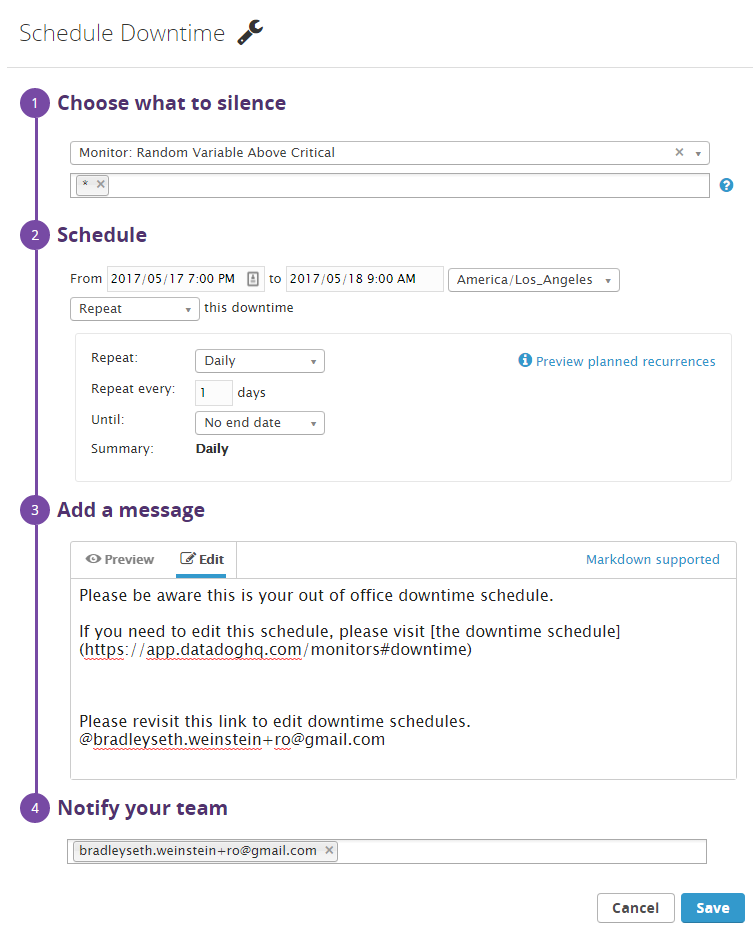 Schedule Downtime
1 Choose what to silence
Monitor: Random Variable Above Critical
*
2 Schedule
From 2017/05/17 7:00 PM to 2017/05/18 9:00 AM America/Los_Angeles
Repeat this downtime
Repeat: Daily Preview planned recurrences
Repeat every: 1 days
Until: No end date
Summary: Daily
3 Add a message
Preview Edit Markdown supported
Please be aware this is your out of office downtime schedule.
If you need to edit this schedule, please visit [the downtime schedule]
(https://app.datadoghq.com/monitors#downtime)
Please revisit this link to edit downtime schedules.
@bradleyseth.weinstein+ro@gmail.com
4 Notify your team
bradleyseth.weinstein+ro@gmail.com
Cancel Save